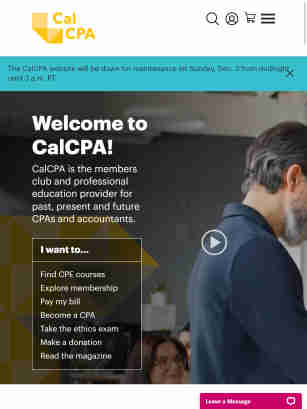 Cal
CPA
The CalCPA website will be down for maintenance on Sunday, Dec. 3 from midnight
until 3 a.m. PT.
Welcome to
CalCPA!
CalCPA is the members
club and professional
education provider for
past, present and future
CPAs and accountants.
I want to...
Find CPE courses
Explore membership
Pay my bill
Become a CPA
Take the ethics exam
Make a donation
Read the magazine
Leave a Message